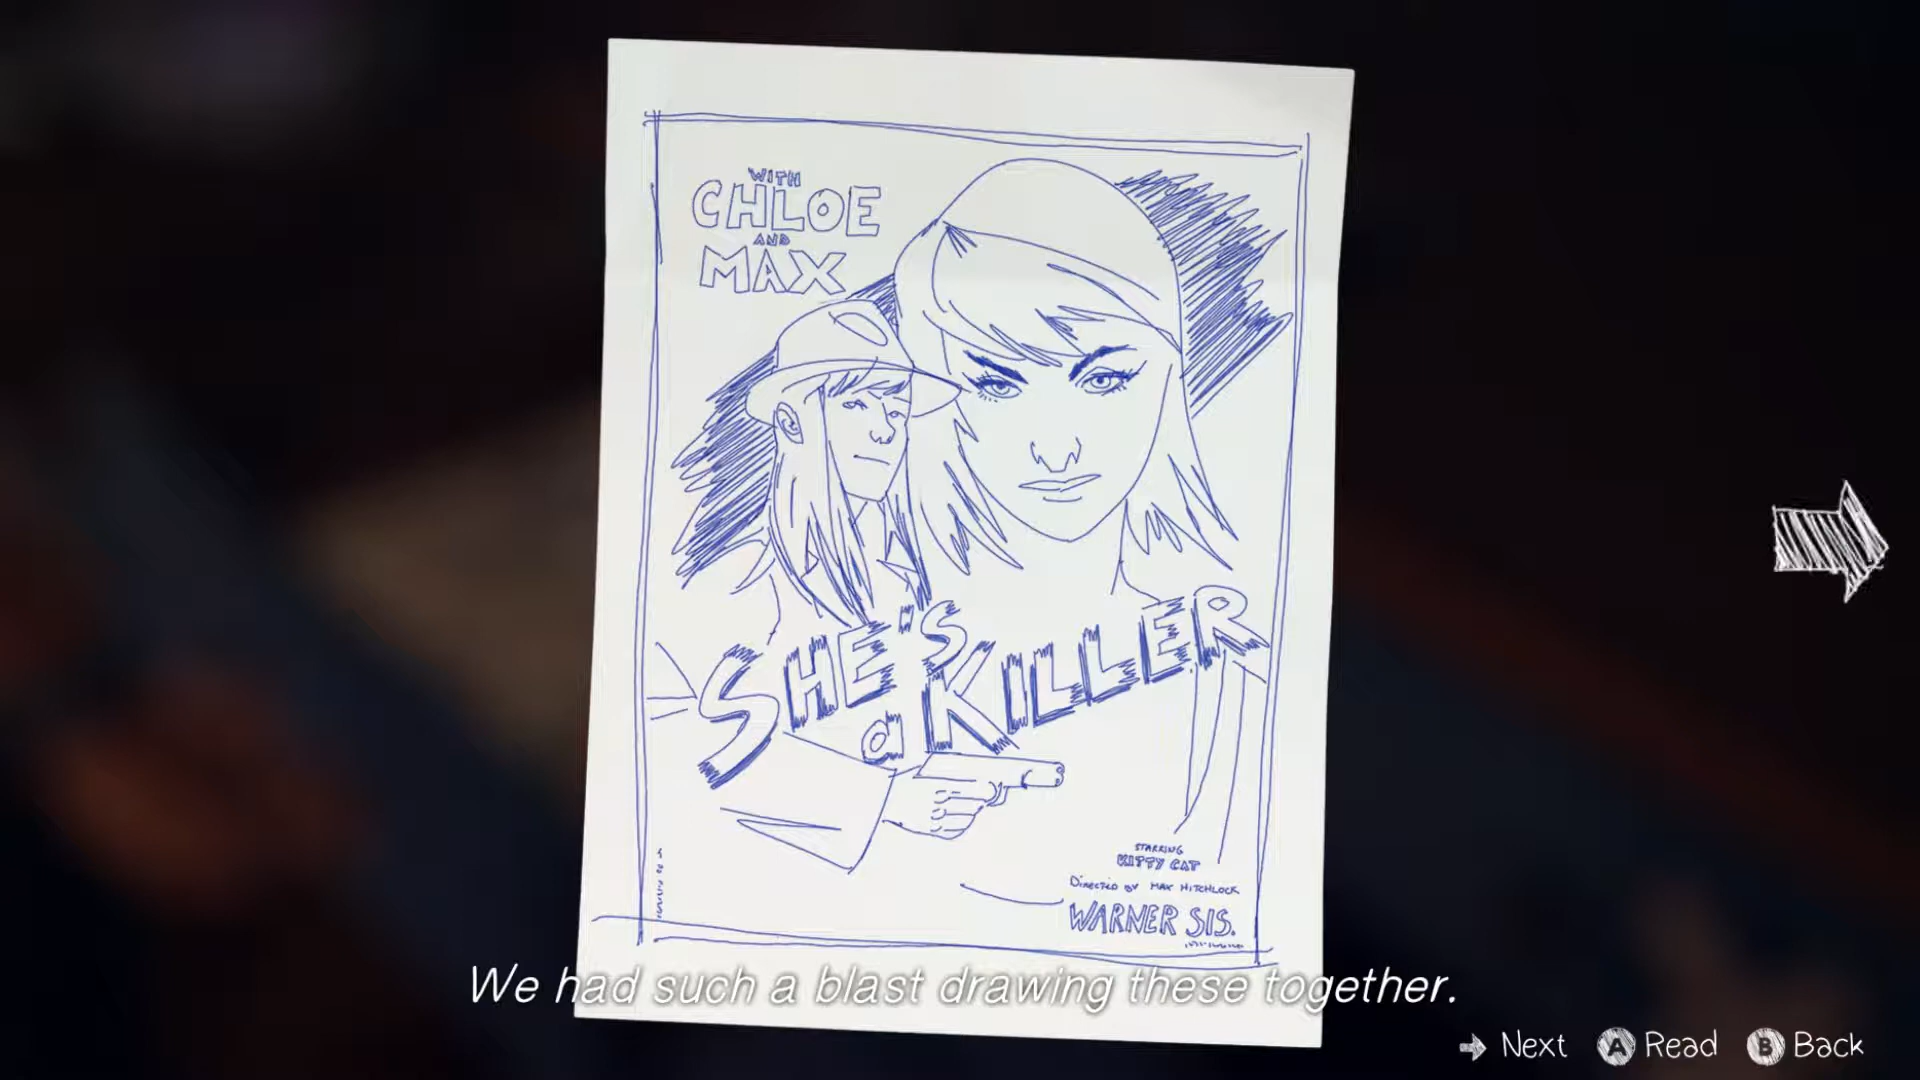 WITH
CHLOE
AND
MAX
SHE'S
a KILLER
STARRING
KITTY CAT
DIRECTED BY MAX HITCHLOCK
WARNER SIS.
We had such a blast drawing these together.
Next
A Read
B Back